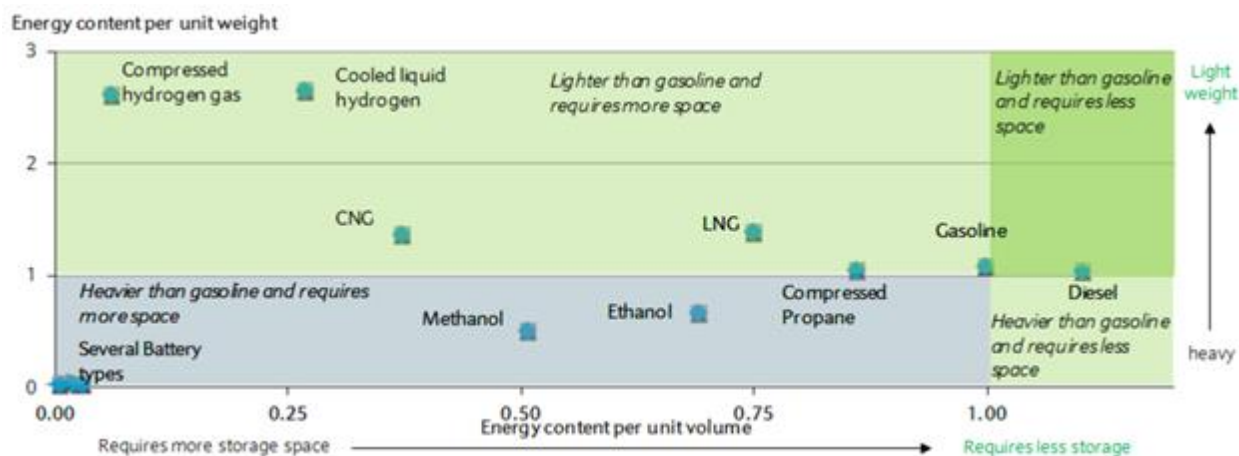 Energy content per unit weight
3
2
1
0
Compressed
hydrogen gas
Cooled liquid
hydrogen
Lighter than gasoline and
requires more space
Lighter than gasoline
and requires less
space
Light
weight
CNG
LNG
Gasoline
Heavier than gasoline and requires
more space
Methanol
Ethanol
Compressed
Propane
Diesel
Heavier than gasoline
and requires less
space
heavy
Several Battery
types
0.00
0.25
0.50
0.75
1.00
Energy content per unit volume
Requires more storage space
Requires less storage